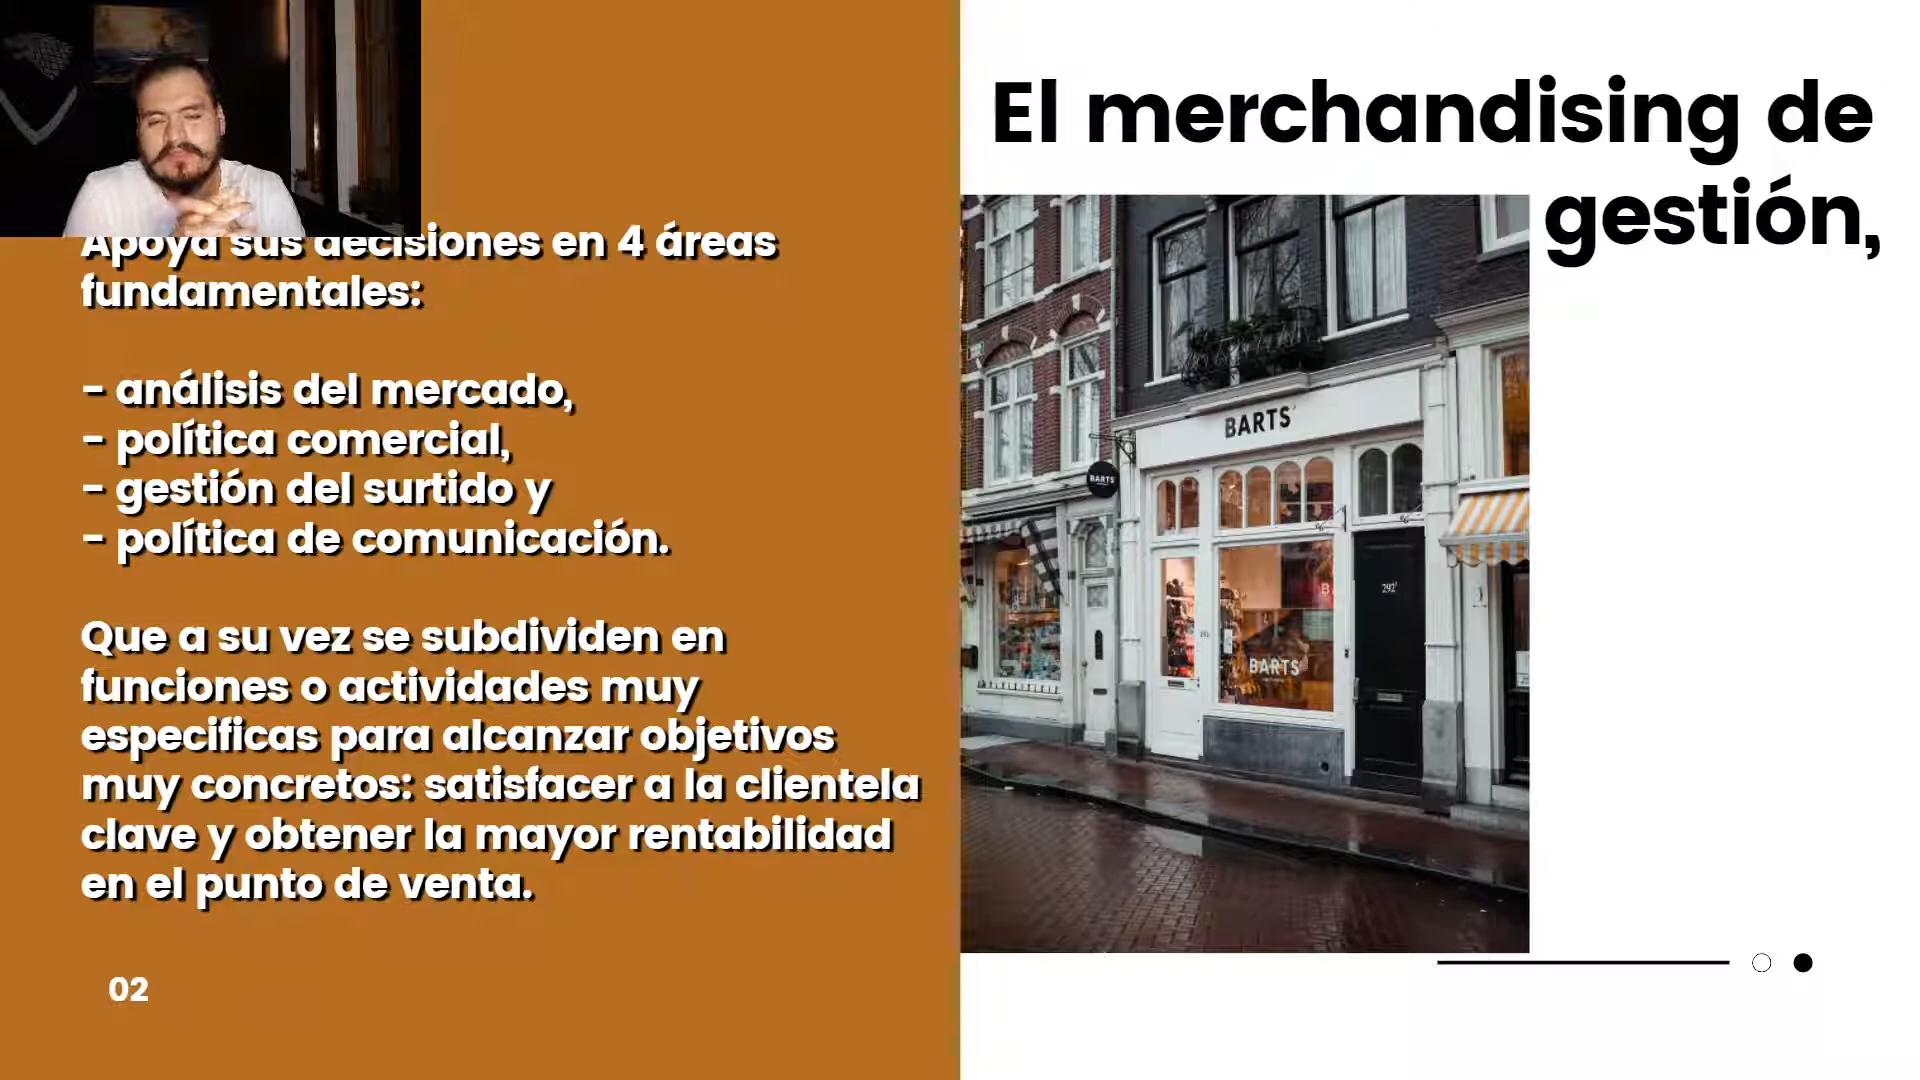 El merchandising de
gestión,
Apoya sus decisiones en 4 áreas
fundamentales:
- análisis del mercado,
- política comercial,
- gestión del surtido y
- política de comunicación.
Que a su vez se subdividen en
funciones o actividades muy
especificas para alcanzar objetivos
muy concretos: satisfacer a la clientela
clave y obtener la mayor rentabilidad
en el punto de venta.
02
BARTS
BARTS
BARTS
292